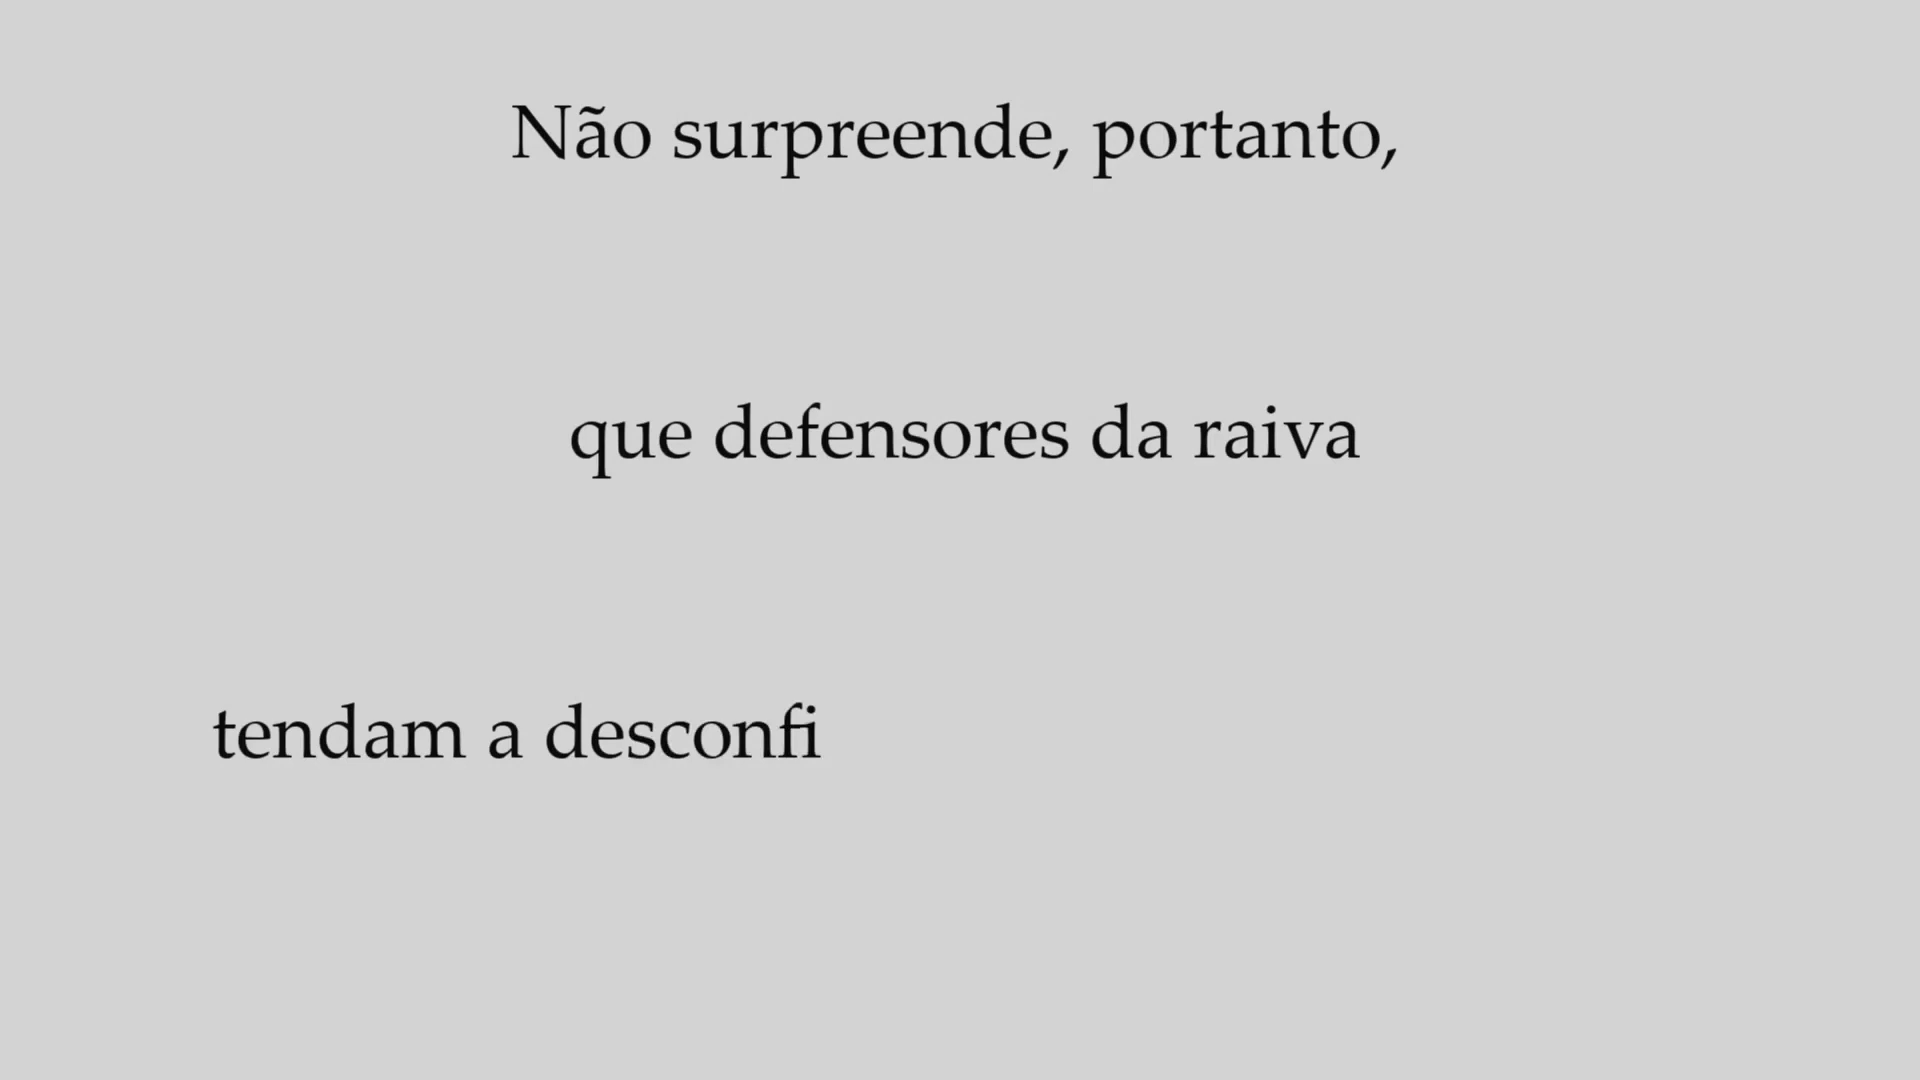 Não surpreende, portanto,
que defensores da raiva
tendam a desconfi